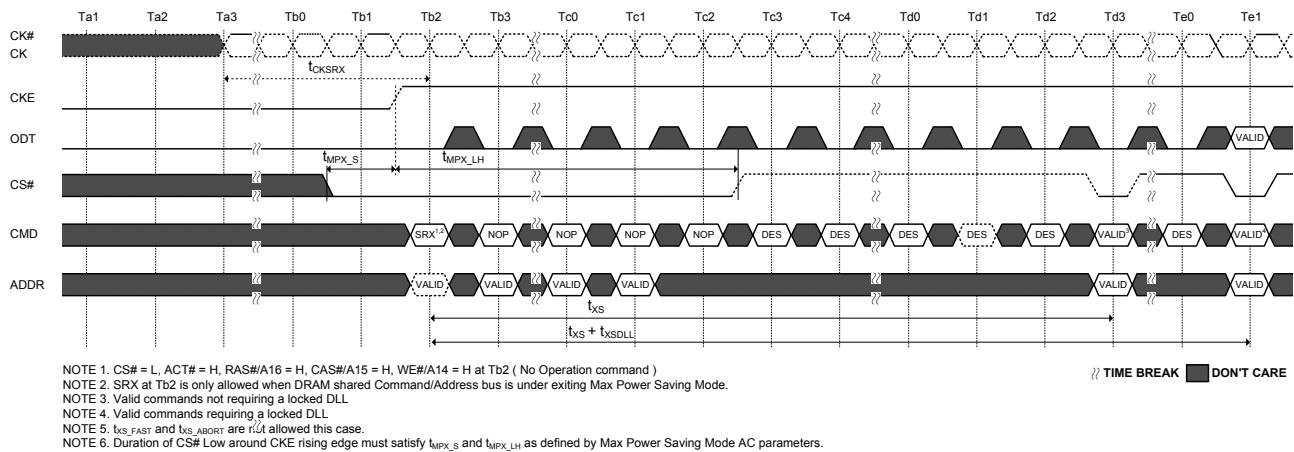 Ta1 Ta2 Ta3 Tb0 Tb1 Tb2 Tb3 Tc0 Tc1 Tc2 Tc3 Tc4 Td0 Td1 Td2 Td3 Te0 Te1
CK#
CK
tCKSRX
CKE
ODT
VALID
tMPX_S tMPX_LH
CS#
CMD SRX1,2 NOP NOP NOP NOP DES DES DES DES DES VALID3 DES VALID4
ADDR VALID VALID VALID VALID VALID VALID
tXS
tXS + tXSDLL
NOTE 1. CS# = L, ACT# = H, RAS#/A16 = H, CAS#/A15 = H, WE#/A14 = H at Tb2 ( No Operation command )
NOTE 2. SRX at Tb2 is only allowed when DRAM shared Command/Address bus is under exiting Max Power Saving Mode.
NOTE 3. Valid commands not requiring a locked DLL
NOTE 4. Valid commands requiring a locked DLL
NOTE 5. tXS_FAST and tXS_ABORT are not allowed this case.
NOTE 6. Duration of CS# Low around CKE rising edge must satisfy tMPX_S and tMPX_LH as defined by Max Power Saving Mode AC parameters.
TIME BREAK DON'T CARE